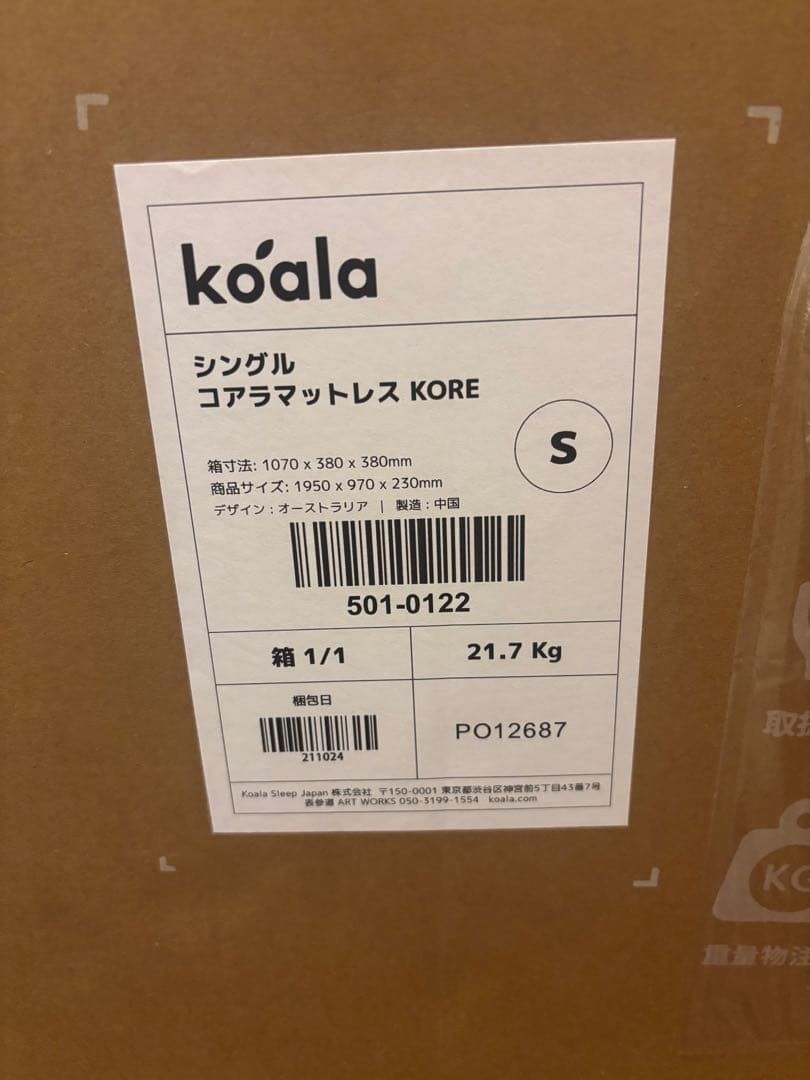 koala
シングル
コアラマットレス KORE
S
箱寸法: 1070 x 380 x 380mm
商品サイズ: 1950 x 970 x 230mm
デザイン : オーストラリア | 製造 : 中国
501-0122
箱 1/1
21.7 Kg
梱包日
211024
PO12687
Koala Sleep Japan 株式会社 〒150-0001 東京都渋谷区神宮前5丁目43番7号
表参道 ART WORKS 050-3199-1554 koala.com
取扱
KG
重量物注